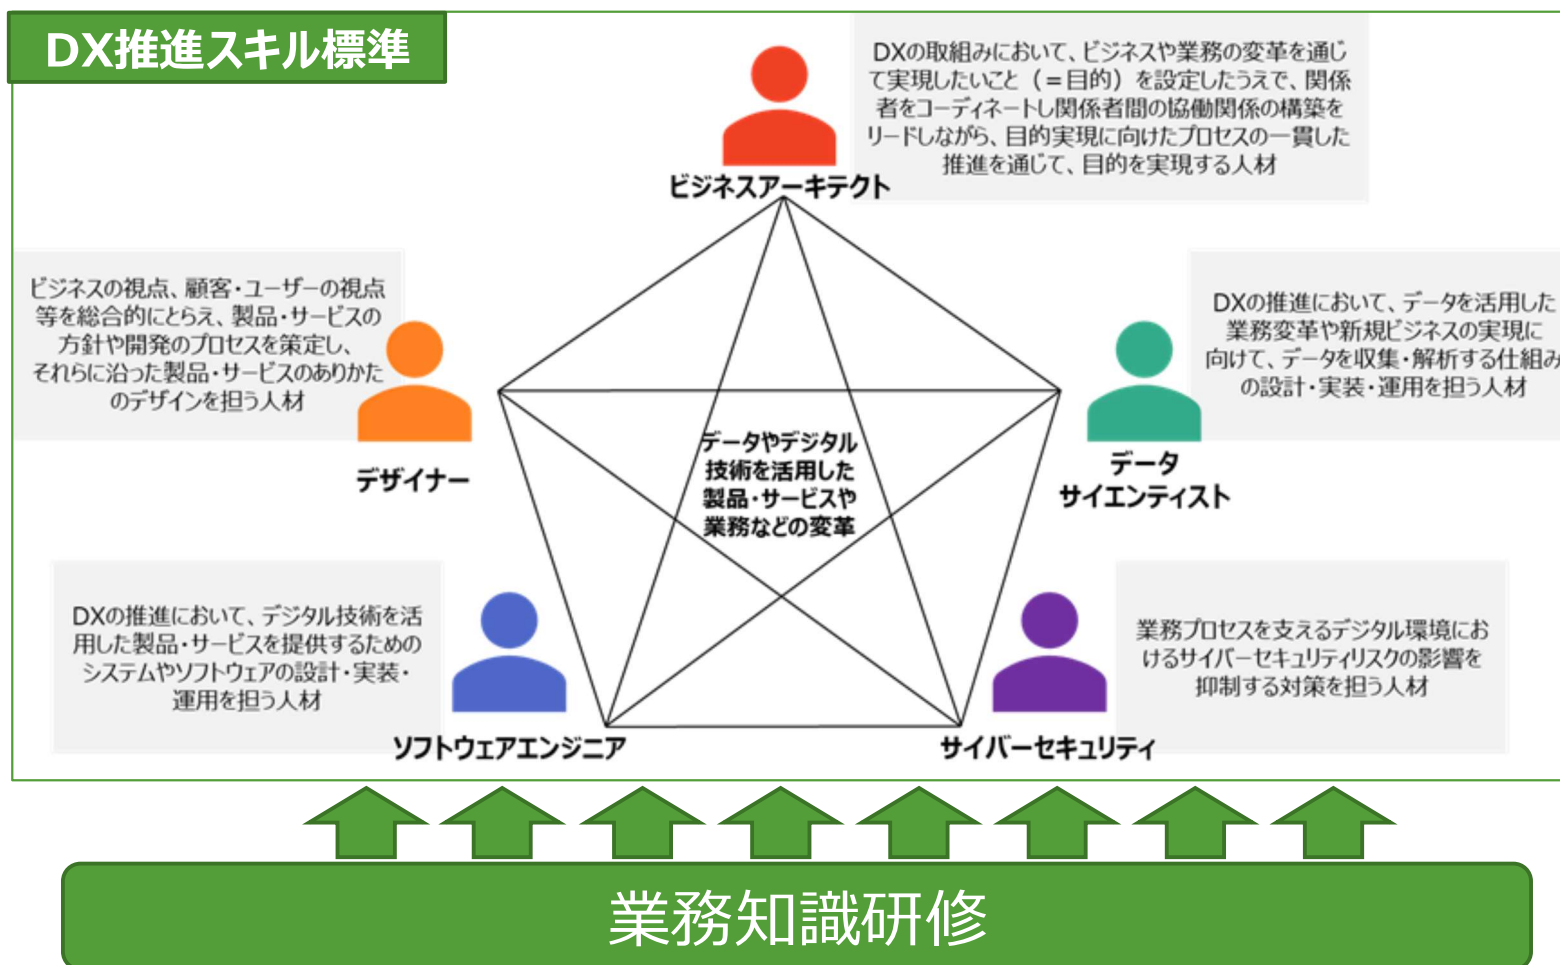 DX推進スキル標準
DXの取組みにおいて、ビジネスや業務の変革を通じ
て実現したいこと（＝目的）を設定したうえで、関係
者をコーディネートし関係者間の協働関係の構築を
リードしながら、目的実現に向けたプロセスの一貫した
推進を通じて、目的を実現する人材
ビジネスアーキテクト
ビジネスの視点、顧客・ユーザーの視点
等を総合的にとらえ、製品・サービスの
方針や開発のプロセスを策定し、
それらに沿った製品・サービスのありかた
のデザインを担う人材
デザイナー
DXの推進において、データを活用した
業務変革や新規ビジネスの実現に
向けて、データを収集・解析する仕組み
の設計・実装・運用を担う人材
データ
サイエンティスト
データやデジタル
技術を活用した
製品・サービスや
業務などの変革
DXの推進において、デジタル技術を活
用した製品・サービスを提供するための
システムやソフトウェアの設計・実装・
運用を担う人材
ソフトウェアエンジニア
業務プロセスを支えるデジタル環境にお
けるサイバーセキュリティリスクの影響を
抑制する対策を担う人材
サイバーセキュリティ
業務知識研修